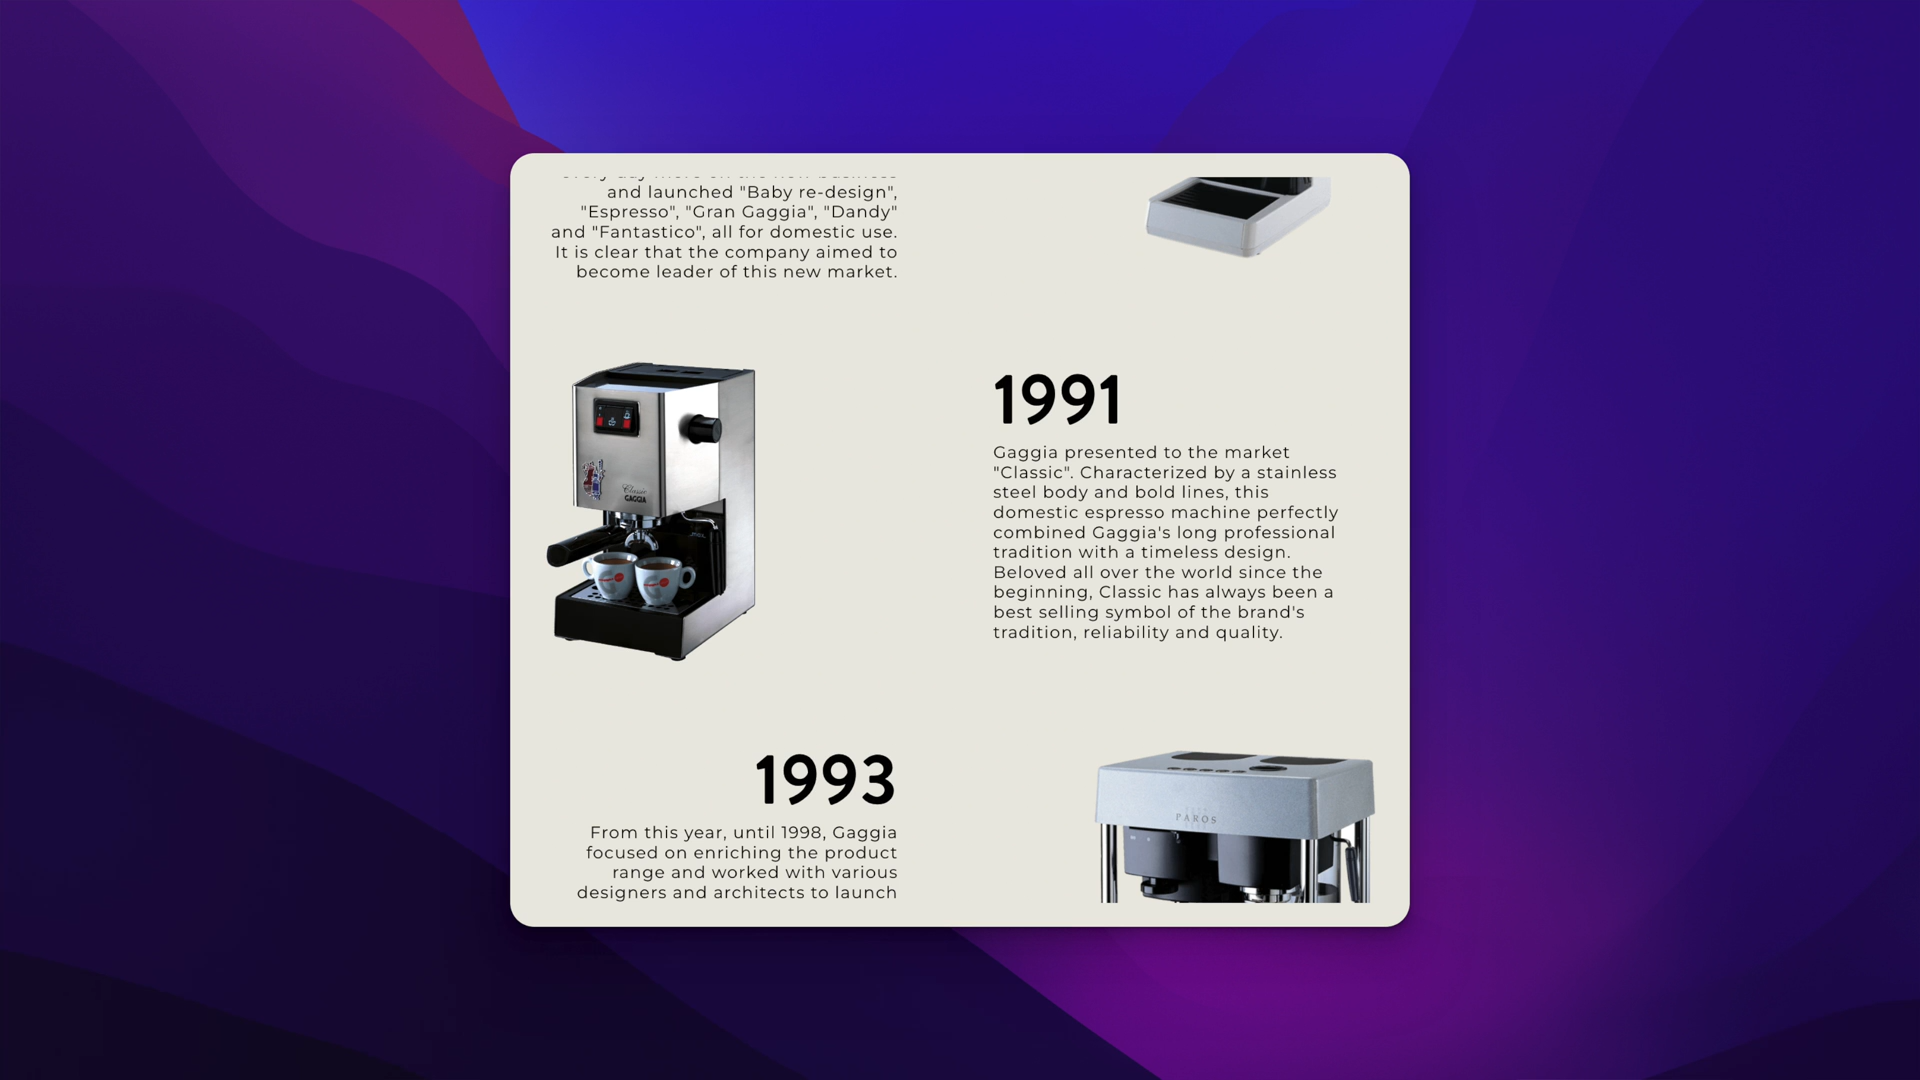 and launched "Baby re-design",
"Espresso", "Gran Gaggia", "Dandy"
and "Fantastico", all for domestic use.
It is clear that the company aimed to
become leader of this new market.
Classic
GAGGIA
1991
Gaggia presented to the market
"Classic". Characterized by a stainless
steel body and bold lines, this
domestic espresso machine perfectly
combined Gaggia's long professional
tradition with a timeless design.
Beloved all over the world since the
beginning, Classic has always been a
best selling symbol of the brand's
tradition, reliability and quality.
1993
From this year, until 1998, Gaggia
focused on enriching the product
range and worked with various
designers and architects to launch
PAROS